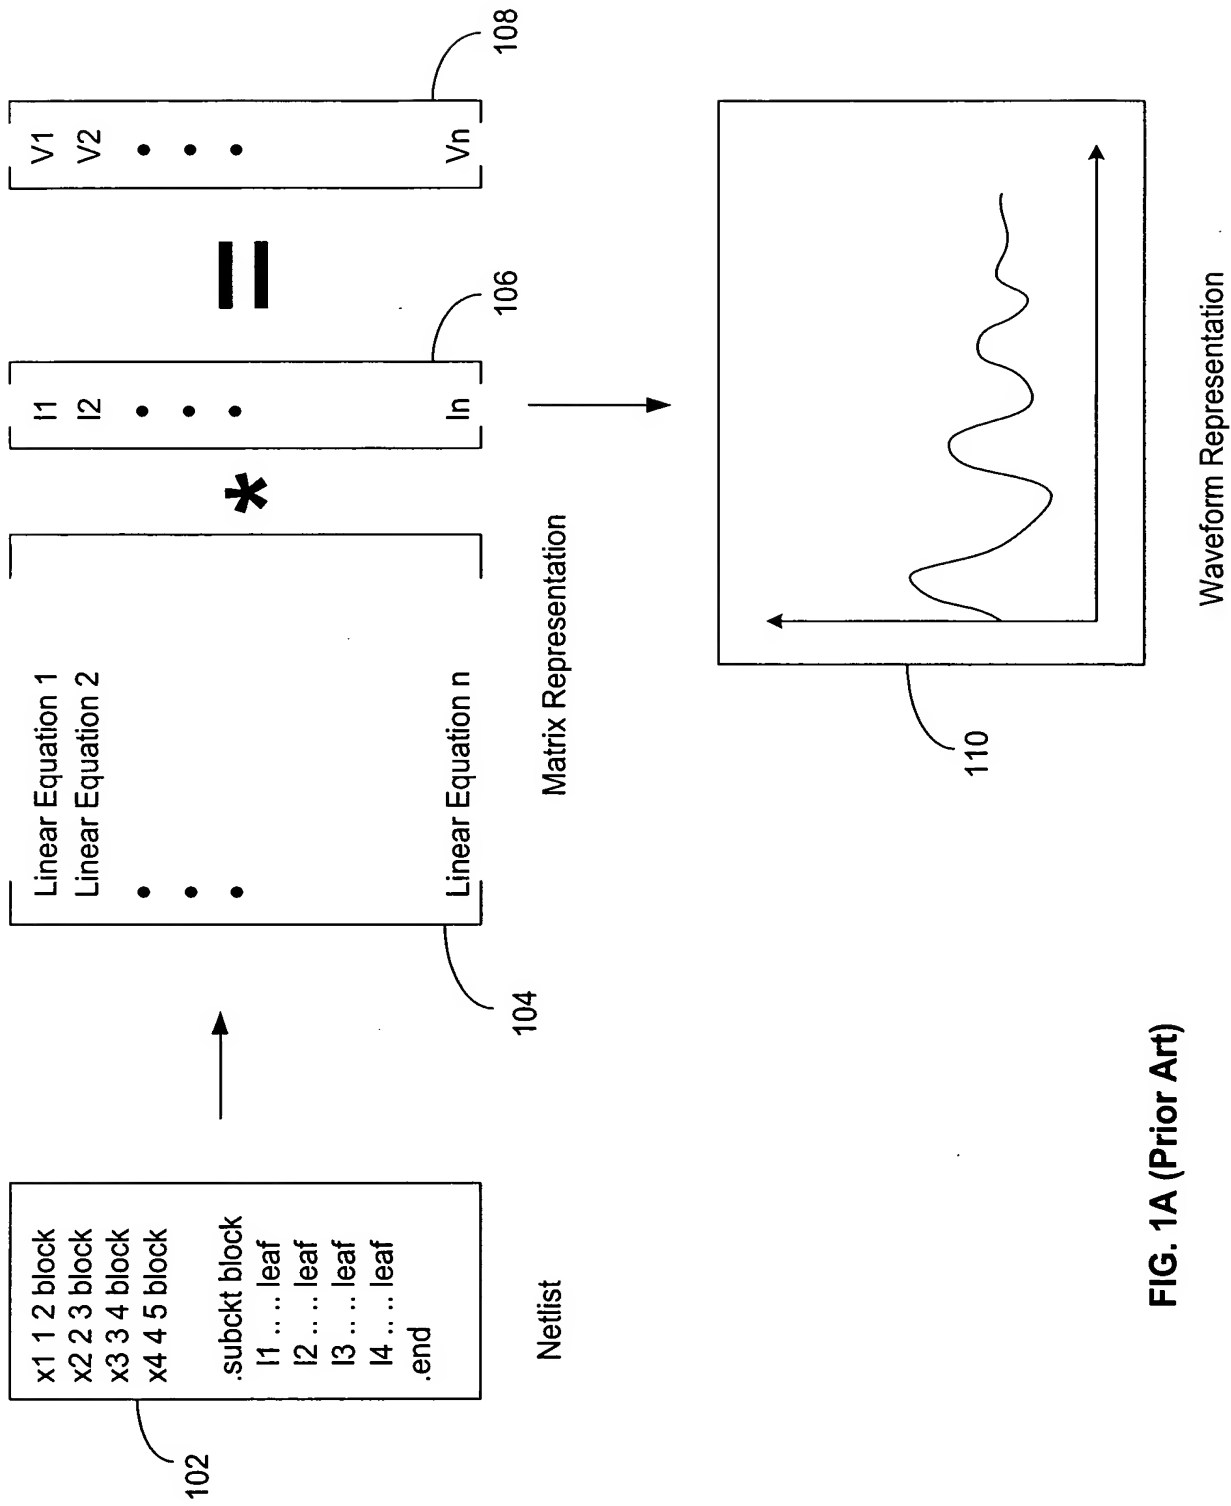 x1 1 2 block
x2 2 3 block
x3 3 4 block
x4 4 5 block
.subckt block
I1 .. .. leaf
I2 .. .. leaf
I3 .. .. leaf
I4 .. .. leaf
.end
102
Netlist
Linear Equation 1
Linear Equation 2
Linear Equation n
104
*
I1
I2
In
106
=
V1
V2
Vn
108
Matrix Representation
110
Waveform Representation
FIG. 1A (Prior Art)